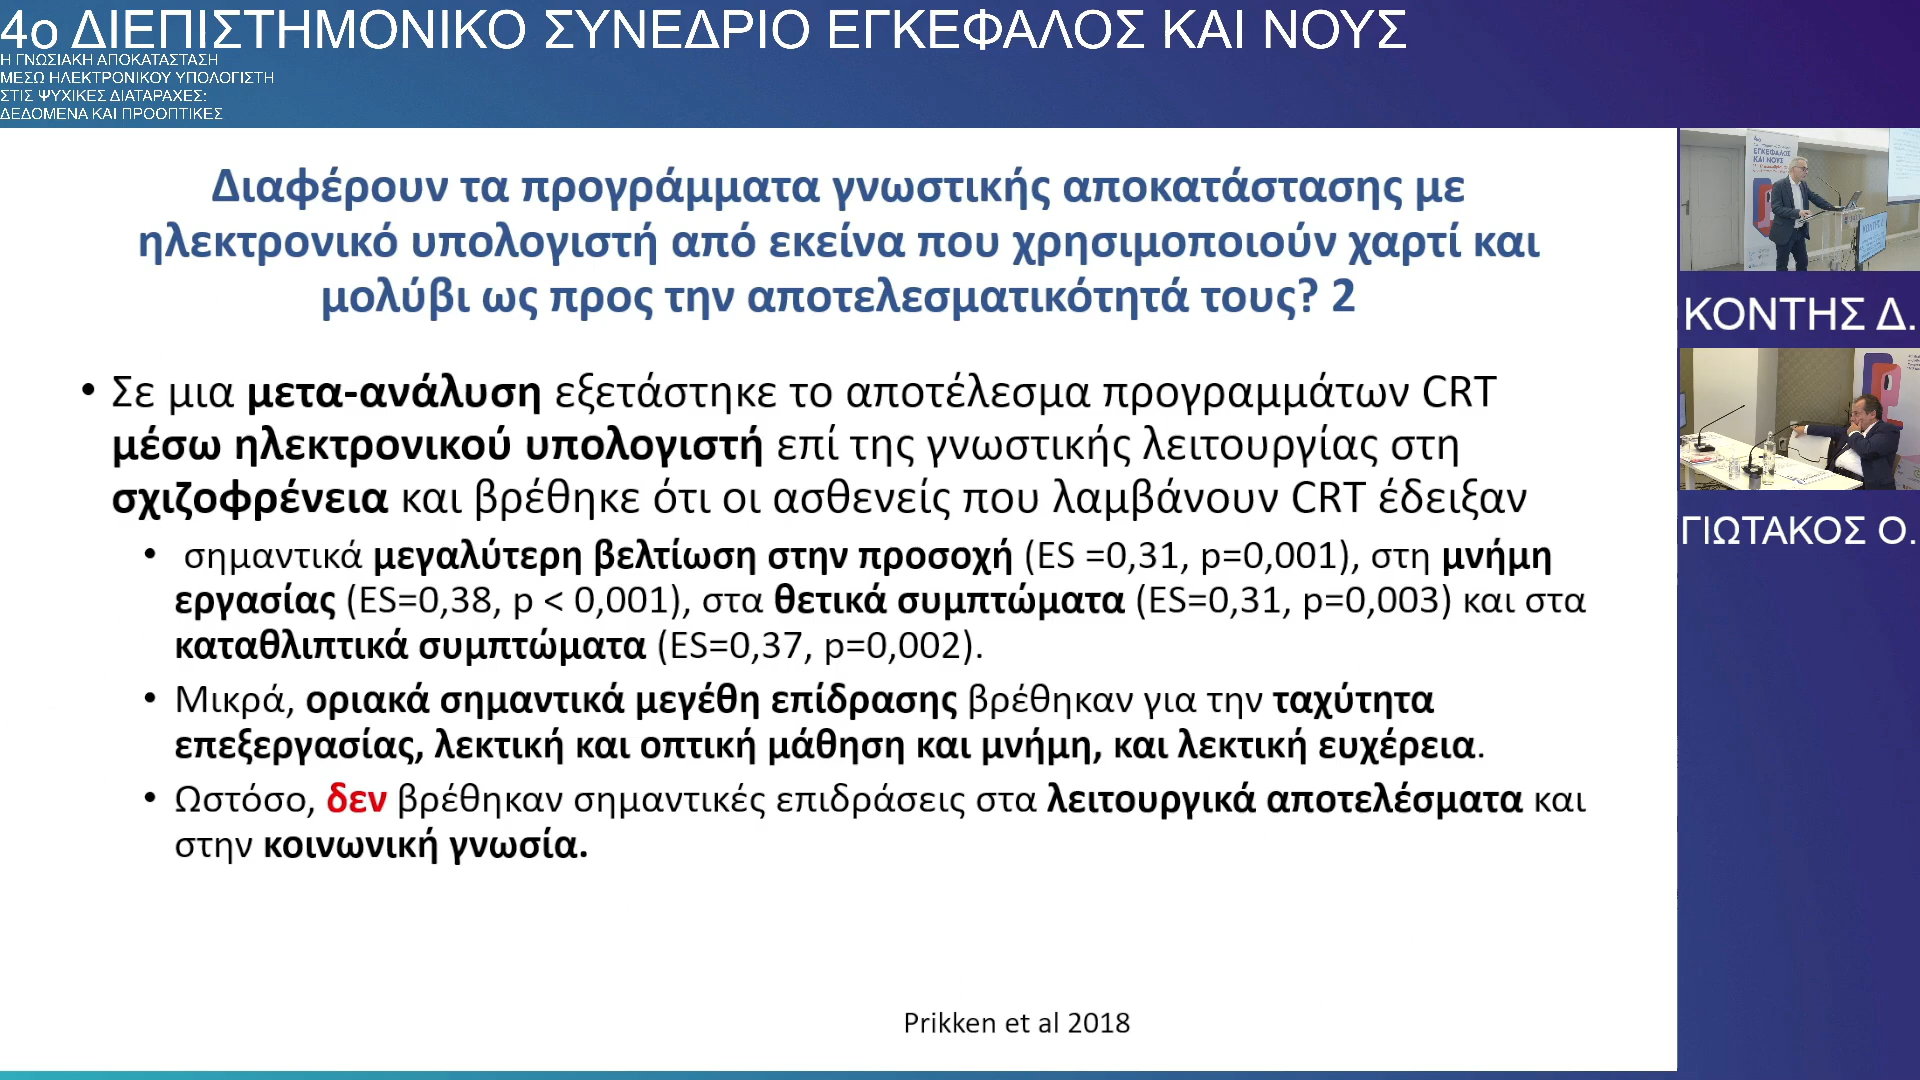 4ο ΔΙΕΠΙΣΤΗΜΟΝΙΚΟ ΣΥΝΕΔΡΙΟ ΕΓΚΕΦΑΛΟΣ ΚΑΙ ΝΟΥΣ
Η ΓΝΩΣΙΑΚΗ ΑΠΟΚΑΤΑΣΤΑΣΗ
ΜΕΣΩ ΗΛΕΚΤΡΟΝΙΚΟΥ ΥΠΟΛΟΓΙΣΤΗ
ΣΤΙΣ ΨΥΧΙΚΕΣ ΔΙΑΤΑΡΑΧΕΣ:
ΔΕΔΟΜΕΝΑ ΚΑΙ ΠΡΟΟΠΤΙΚΕΣ
Διαφέρουν τα προγράμματα γνωστικής αποκατάστασης με
ηλεκτρονικό υπολογιστή από εκείνα που χρησιμοποιούν χαρτί και
μολύβι ως προς την αποτελεσματικότητά τους? 2
• Σε μια μετα-ανάλυση εξετάστηκε το αποτέλεσμα προγραμμάτων CRT
μέσω ηλεκτρονικού υπολογιστή επί της γνωστικής λειτουργίας στη
σχιζοφρένεια και βρέθηκε ότι οι ασθενείς που λαμβάνουν CRT έδειξαν
• σημαντικά μεγαλύτερη βελτίωση στην προσοχή (ES =0,31, p=0,001), στη μνήμη
εργασίας (ES=0,38, p < 0,001), στα θετικά συμπτώματα (ES=0,31, p=0,003) και στα
καταθλιπτικά συμπτώματα (ES=0,37, p=0,002).
• Μικρά, οριακά σημαντικά μεγέθη επίδρασης βρέθηκαν για την ταχύτητα
επεξεργασίας, λεκτική και οπτική μάθηση και μνήμη, και λεκτική ευχέρεια.
• Ωστόσο, δεν βρέθηκαν σημαντικές επιδράσεις στα λειτουργικά αποτελέσματα και
στην κοινωνική γνωσία.
Prikken et al 2018
ΕΓΚΕΦΑΛΟΣ
ΚΑΙ ΝΟΥΣ
ΚΟΝΤΗΣ Δ.
ΓΙΩΤΑΚΟΣ Ο.